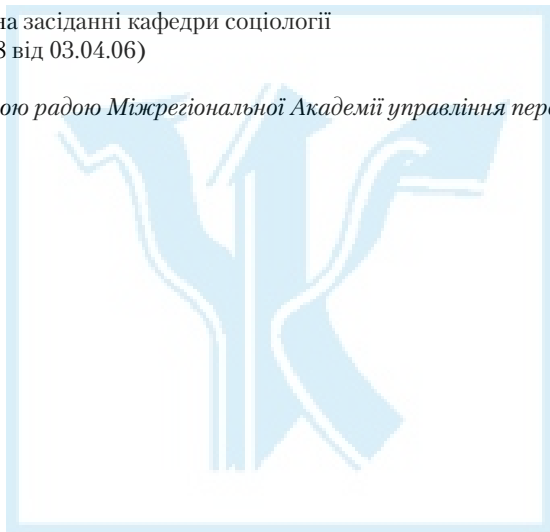 на засіданні кафедри соціології
8 від 03.04.06)
ою радою Міжрегіональної Академії управління пер